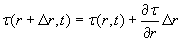 τ(r + Δr, t) = τ(r, t) + ∂τ/∂r Δr